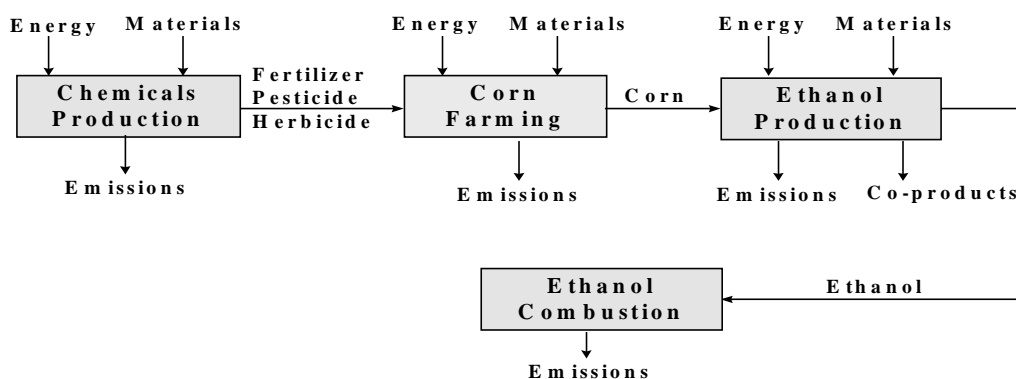 Energy Materials
Energy Materials
Energy Materials
Chemicals
Production
Fertilizer
Pesticide
Herbicide
Corn
Farming
Corn
Ethanol
Production
Emissions
Emissions
Emissions
Co-products
Ethanol
Combustion
Ethanol
Emissions